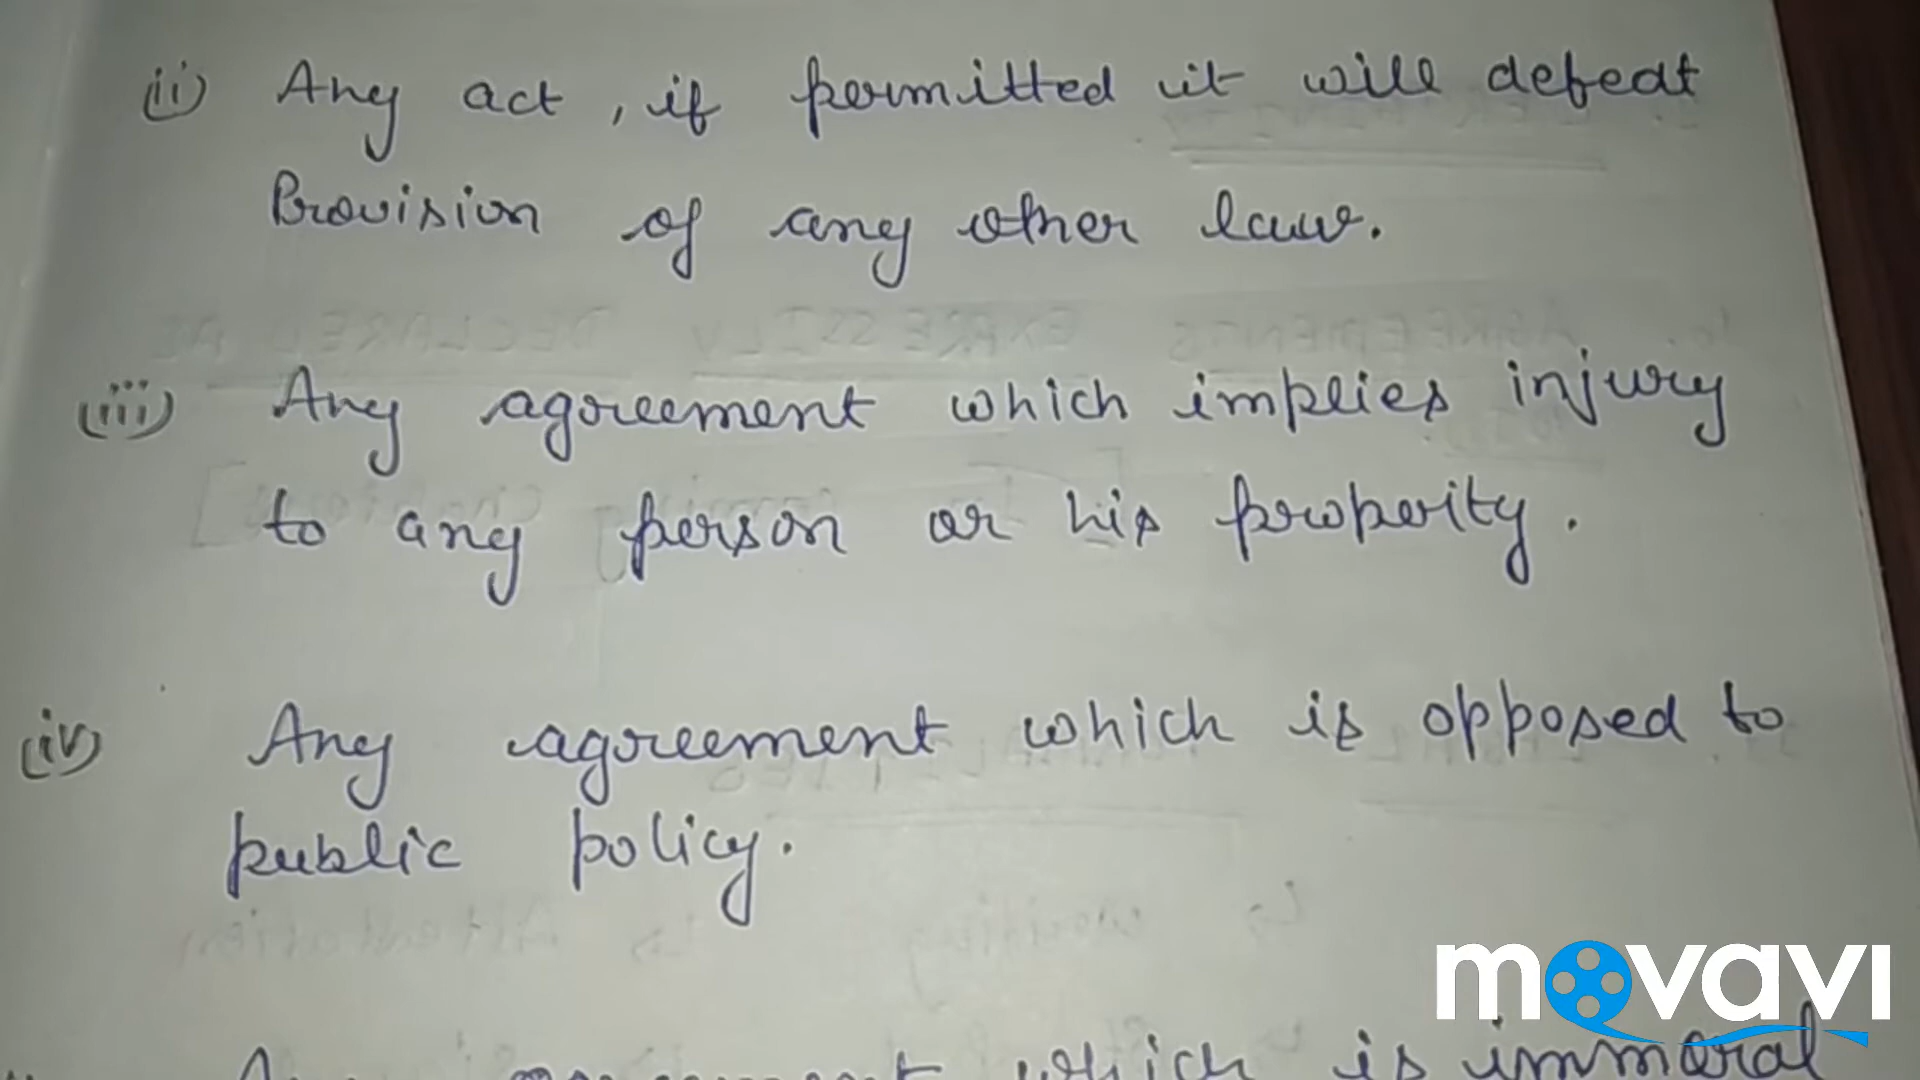 (ii) Any act, if permitted it will defeat
Provision of any other law.
(iii) Any agreement which implies injury
to any person or his property.
(iv) Any agreement which is opposed to
public policy.
which is immoral
movavi